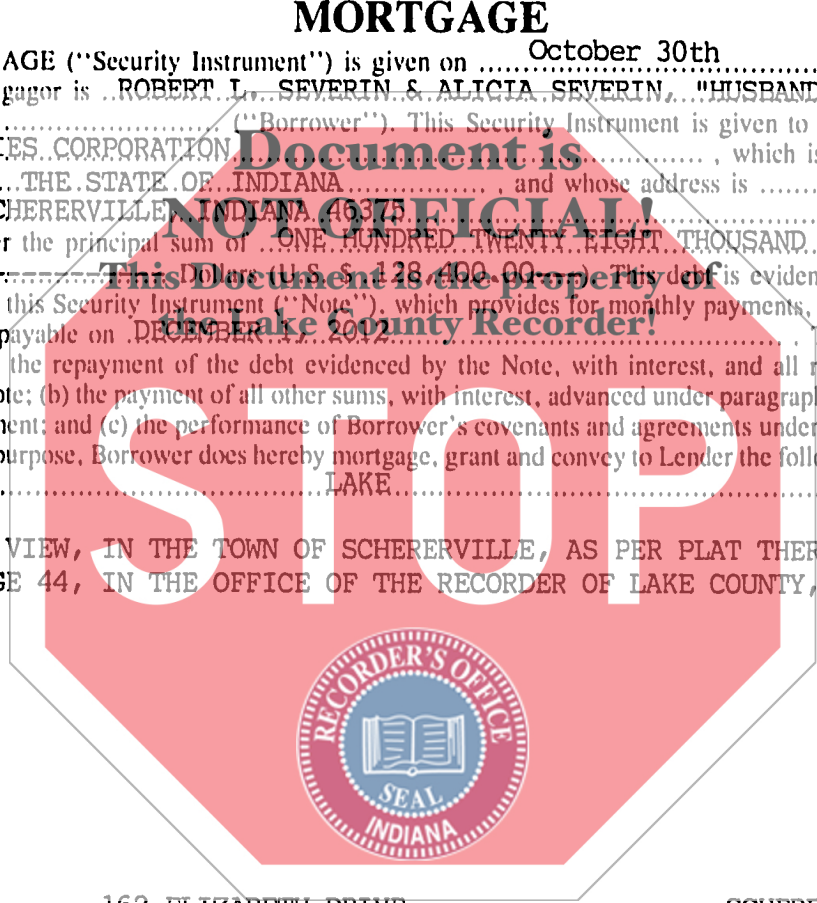 MORTGAGE
AGE ("Security Instrument") is given on October 30th
gagor is ROBERT L. SEVERIN & ALICIA SEVERIN, "HUSBAND
("Borrower"). This Security Instrument is given to
ES CORPORATION , which is
THE STATE OF INDIANA , and whose address is
CHERERVILLE, INDIANA 46375
r the principal sum of ONE HUNDRED TWENTY EIGHT THOUSAND
Dollars (U.S. $ 128,400.00 ). This debt is eviden
this Security Instrument ("Note"), which provides for monthly payments,
payable on DECEMBER 1, 2012
the repayment of the debt evidenced by the Note, with interest, and all r
ote; (b) the payment of all other sums, with interest, advanced under paragraph
nent; and (c) the performance of Borrower's covenants and agreements under
purpose, Borrower does hereby mortgage, grant and convey to Lender the foll
LAKE
VIEW, IN THE TOWN OF SCHERERVILLE, AS PER PLAT THER
GE 44, IN THE OFFICE OF THE RECORDER OF LAKE COUNTY,
Document is
NOT OFFICIAL!
This Document is the property of
the Lake County Recorder!
STOP
RECORDER'S OFFICE
SEAL
INDIANA